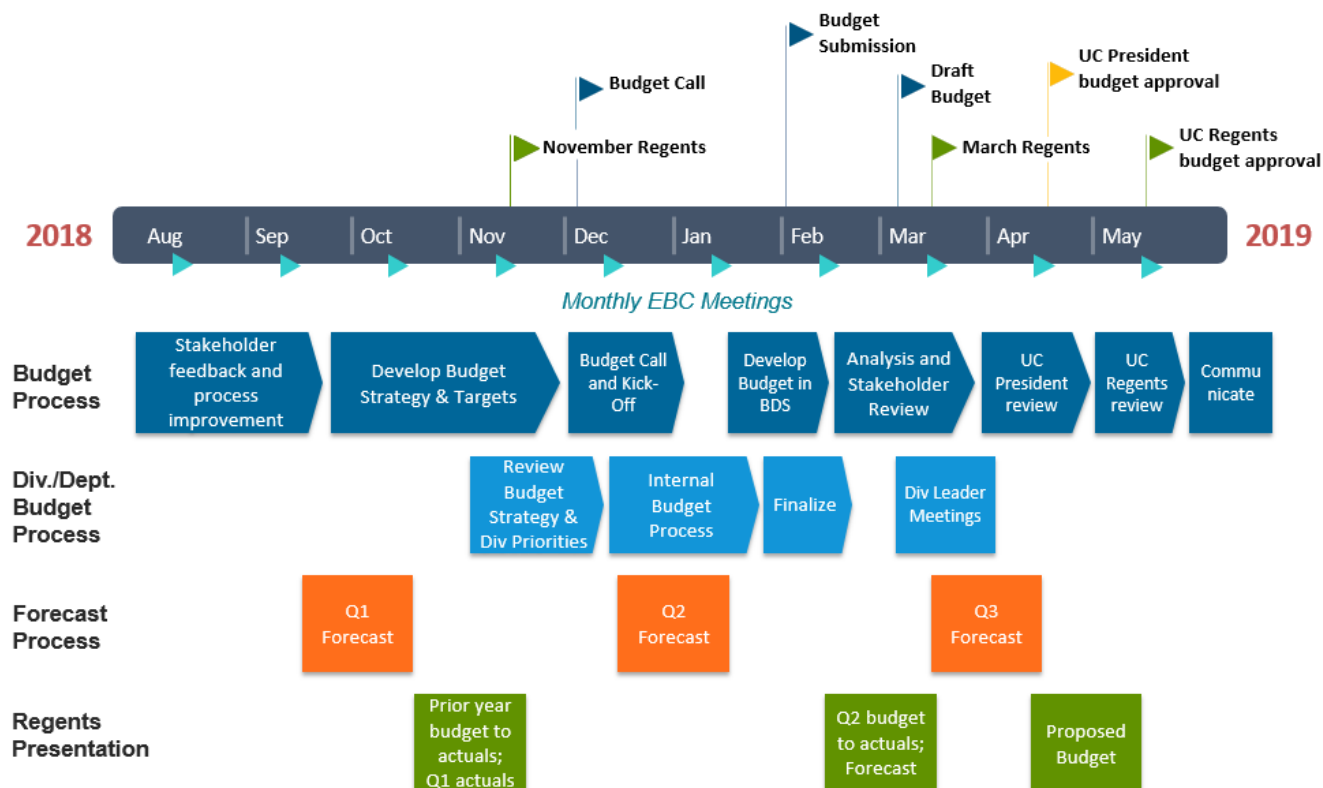 Budget
Submission
UC President
budget approval
Draft
Budget
Budget Call
November Regents
March Regents
UC Regents
budget approval
2018
Aug
Sep
Oct
Nov
Dec
Jan
Feb
Mar
Apr
May
2019
Monthly EBC Meetings
Budget
Process
Stakeholder
feedback and
process
improvement
Develop Budget
Strategy & Targets
Budget Call
and Kick-
Off
Develop
Budget in
BDS
Analysis and
Stakeholder
Review
UC
President
review
UC
Regents
review
Commu
nicate
Div./Dept.
Budget
Process
Review
Budget
Strategy &
Div Priorities
Internal
Budget
Process
Finalize
Div Leader
Meetings
Forecast
Process
Q1
Forecast
Q2
Forecast
Q3
Forecast
Regents
Presentation
Prior year
budget to
actuals;
Q1 actuals
Q2 budget
to actuals;
Forecast
Proposed
Budget